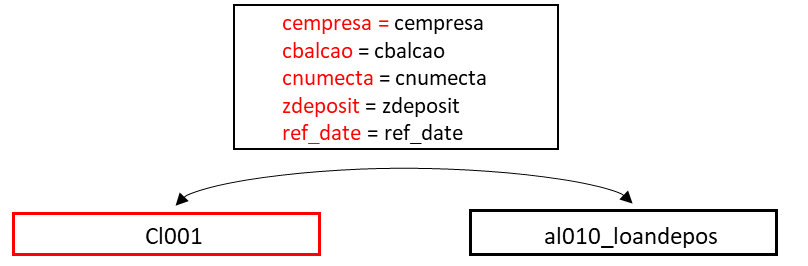 cempresa = cempresa
cbalcao = cbalcao
cnumecta = cnumecta
zdeposit = zdeposit
ref_date = ref_date
Cl001
al010_loandepos